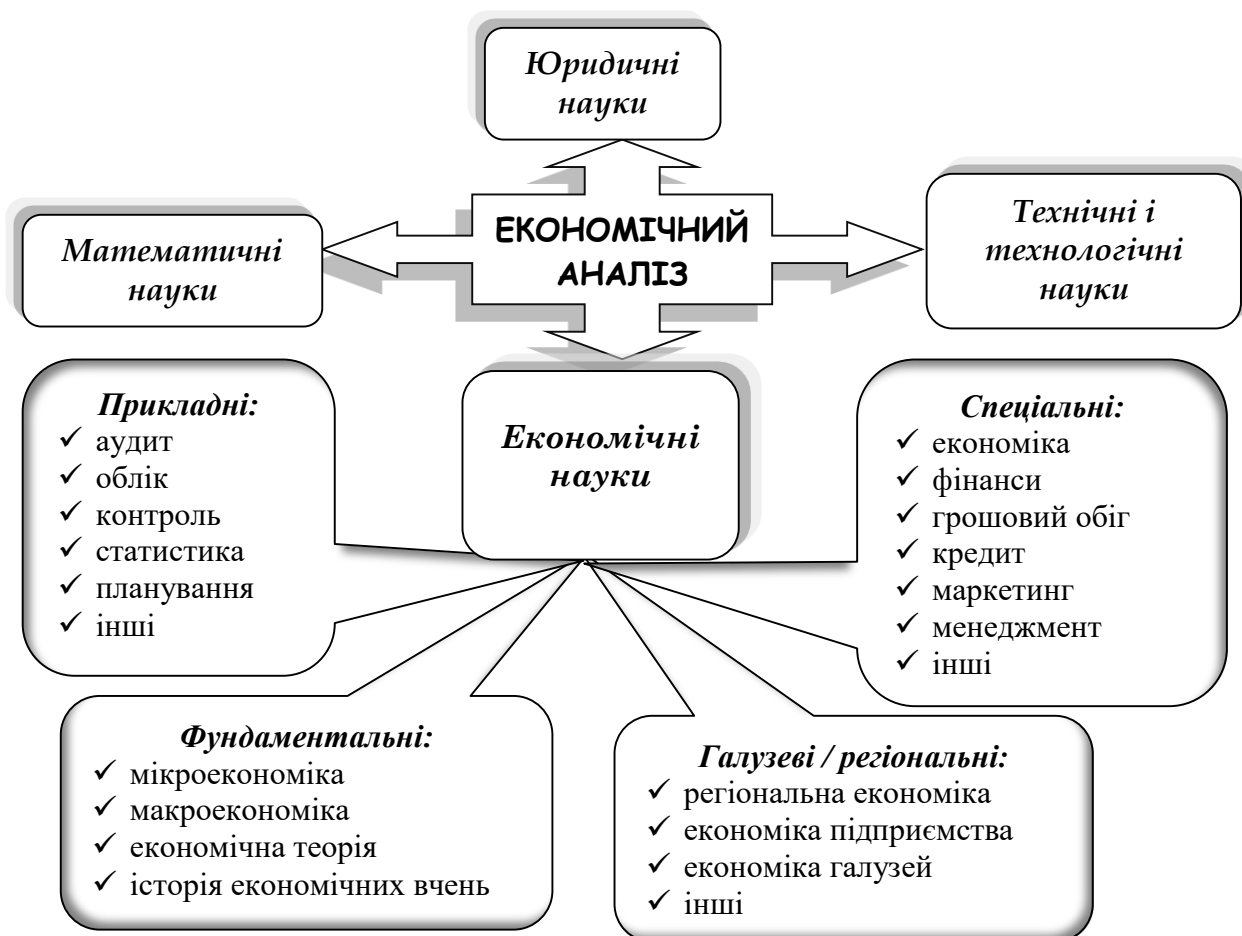 Юридичні
науки
ЕКОНОМІЧНИЙ
АНАЛІЗ
Математичні
науки
Технічні і
технологічні
науки
Економічні
науки
Прикладні:
✓ аудит
✓ облік
✓ контроль
✓ статистика
✓ планування
✓ інші
Спеціальні:
✓ економіка
✓ фінанси
✓ грошовий обіг
✓ кредит
✓ маркетинг
✓ менеджмент
✓ інші
Фундаментальні:
✓ мікроекономіка
✓ макроекономіка
✓ економічна теорія
✓ історія економічних вчень
Галузеві / регіональні:
✓ регіональна економіка
✓ економіка підприємства
✓ економіка галузей
✓ інші